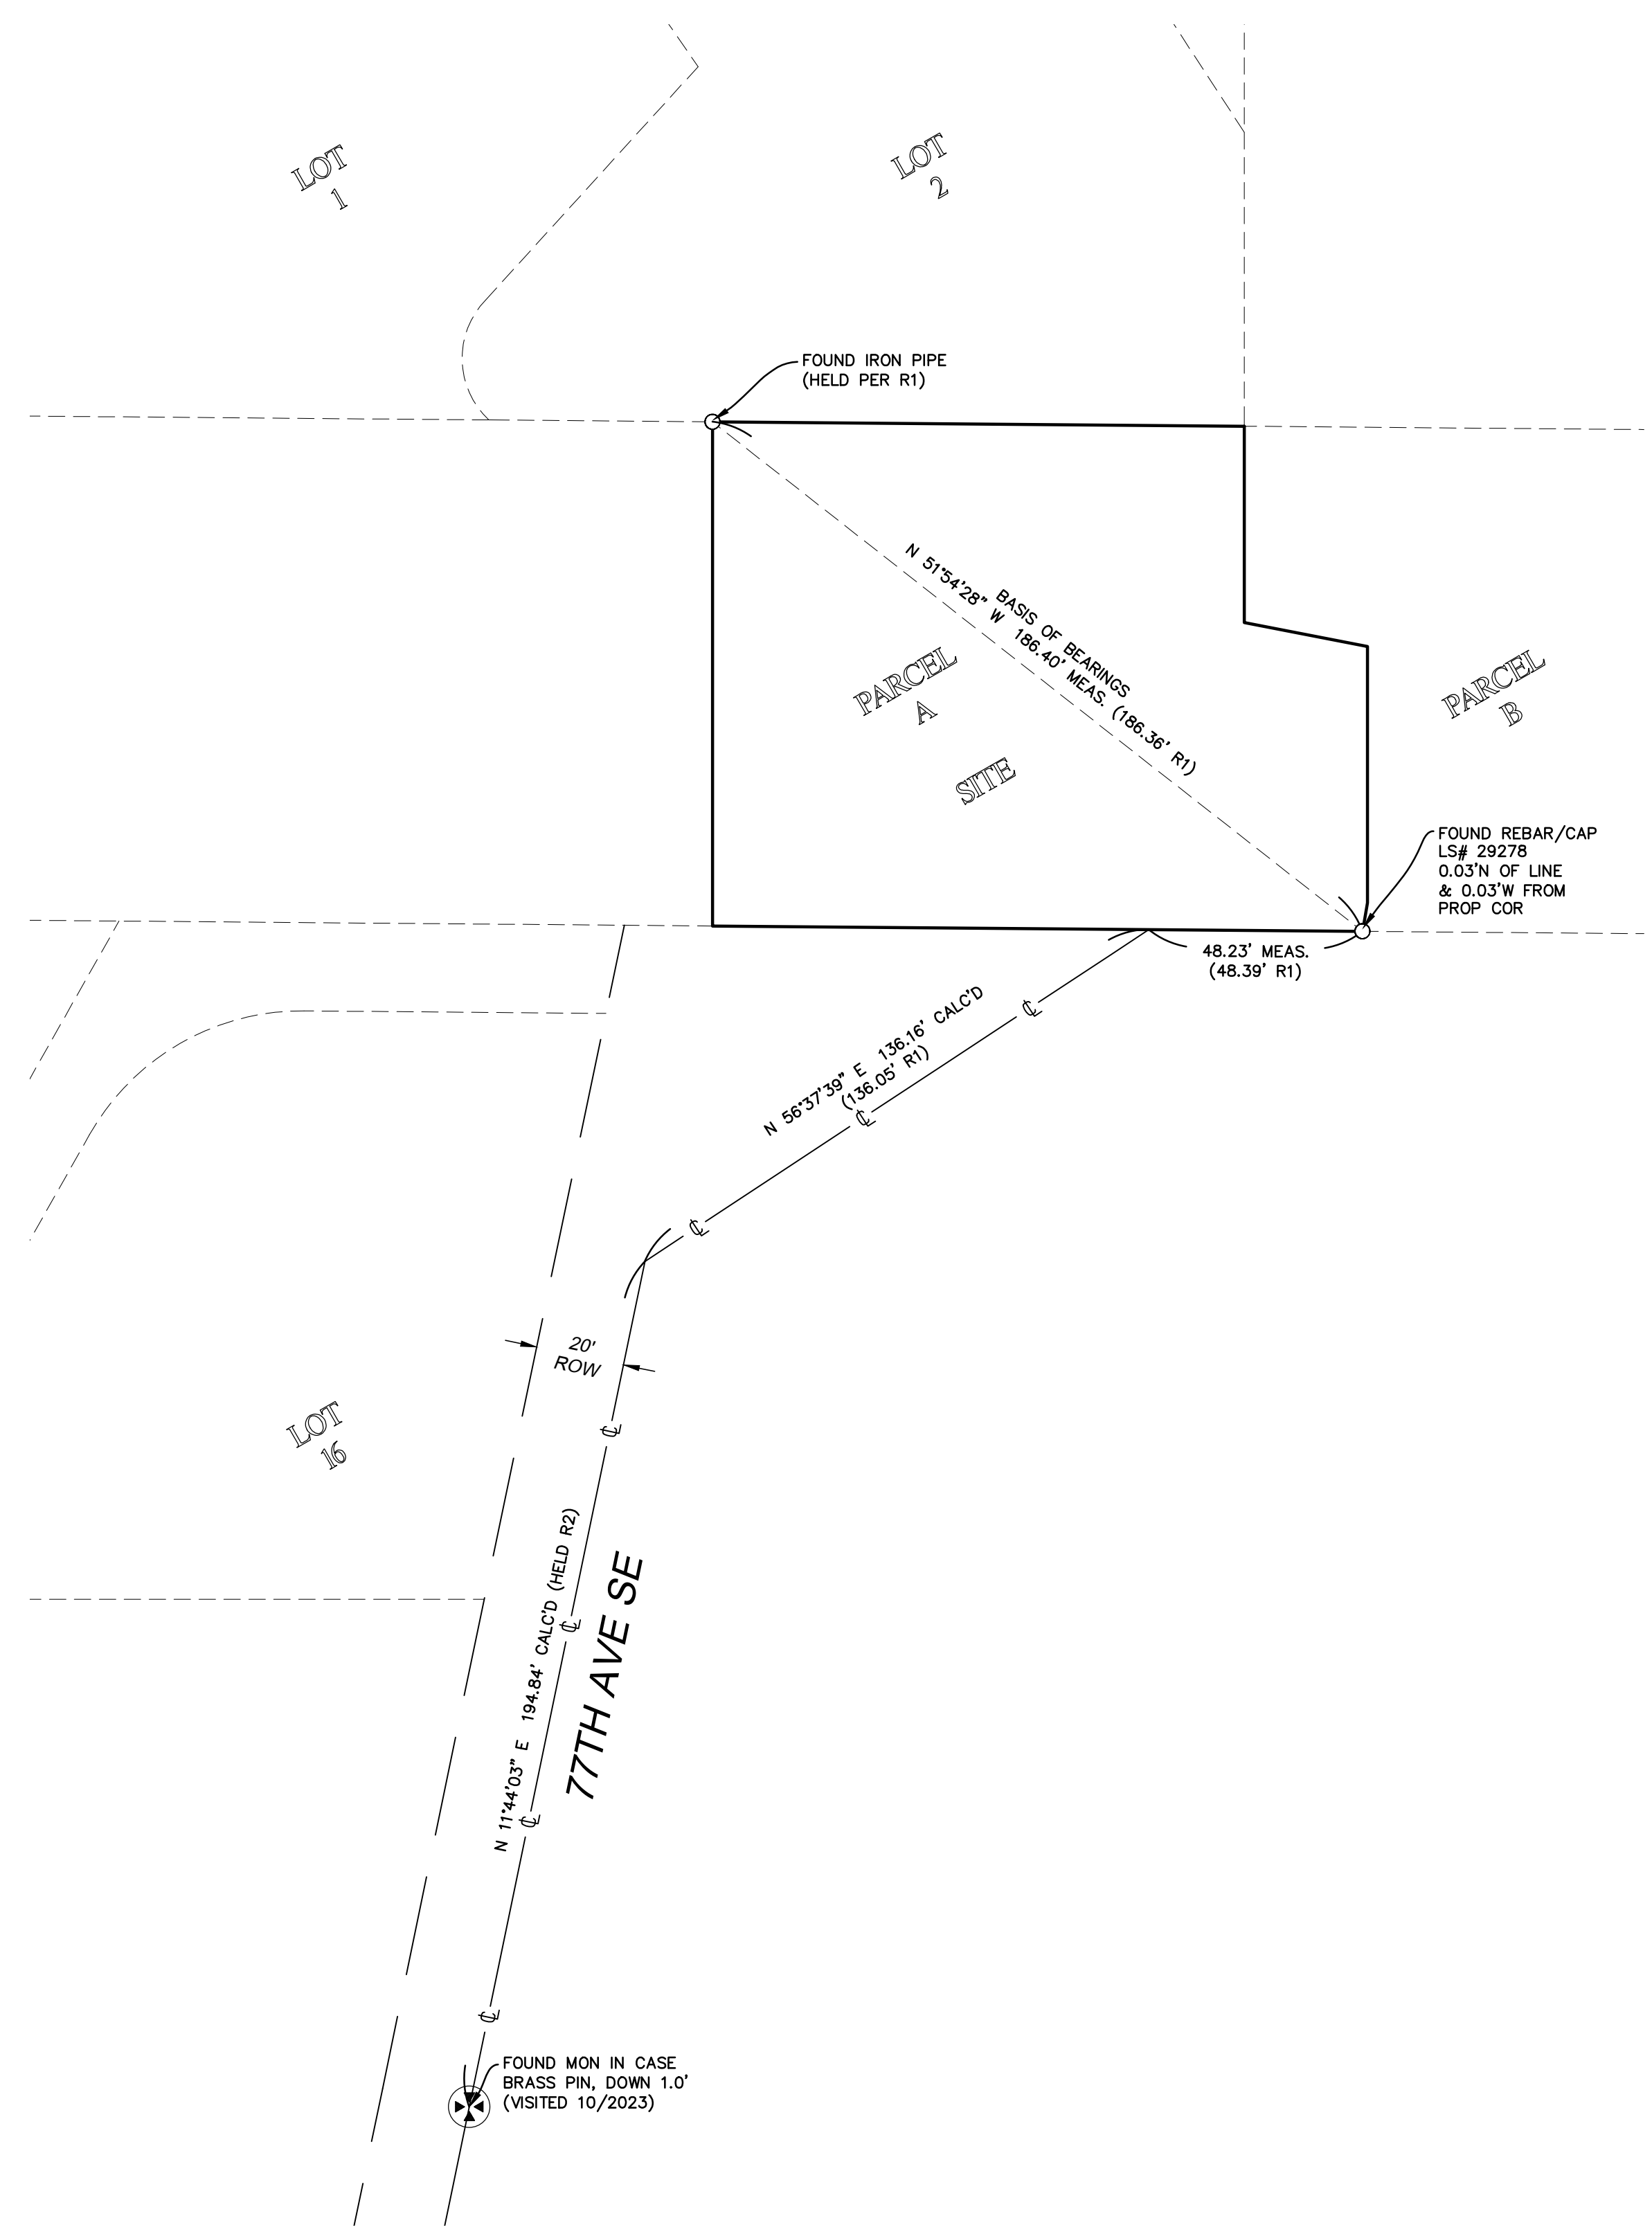 LOT
1
LOT
2
FOUND IRON PIPE
(HELD PER R1)
BASIS OF BEARINGS
N 51°54'28" W 186.40' MEAS. (186.36' R1)
PARCEL
A
SITE
PARCEL
B
FOUND REBAR/CAP
LS# 29278
0.03'N OF LINE
& 0.03'W FROM
PROP COR
48.23' MEAS.
(48.39' R1)
N 56°37'39" E 136.16' CALC'D
(136.05' R1)
20'
ROW
LOT
16
N 11°44'03" E 194.84' CALC'D (HELD R2)
77TH AVE SE
FOUND MON IN CASE
BRASS PIN, DOWN 1.0'
(VISITED 10/2023)